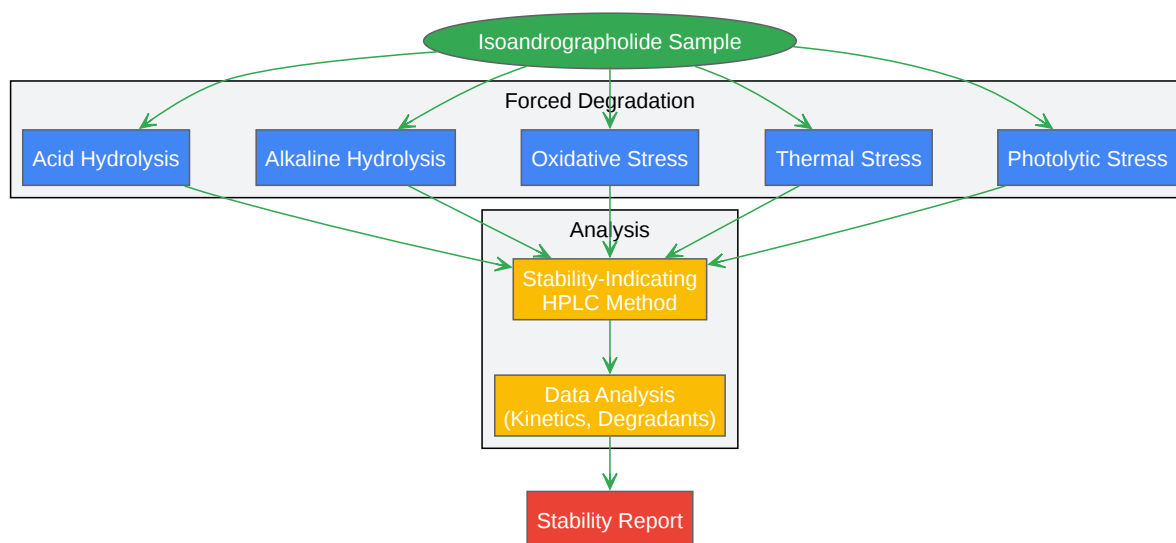 Isoandrographolide Sample
Forced Degradation
Acid Hydrolysis
Alkaline Hydrolysis
Oxidative Stress
Thermal Stress
Photolytic Stress
Analysis
Stability-Indicating
HPLC Method
Data Analysis
(Kinetics, Degradants)
Stability Report